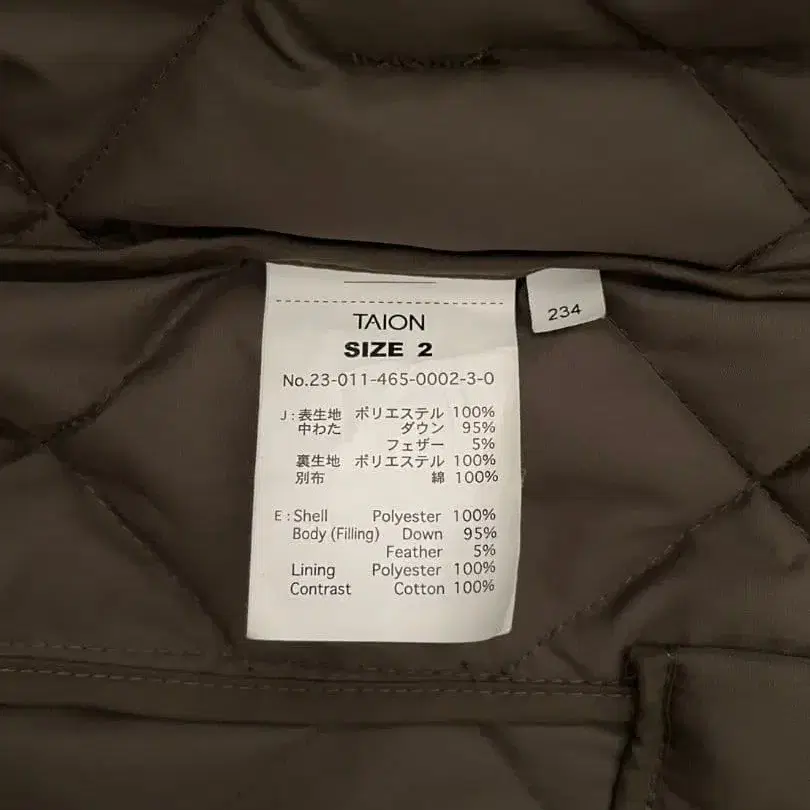 TAION
SIZE 2
No.23-011-465-0002-3-0
J:表生地 ポリエステル 100%
中わた ダウン 95%
フェザー 5%
裏生地 ポリエステル 100%
別布 綿 100%
E:Shell Polyester 100%
Body (Filling) Down 95%
Feather 5%
Lining Polyester 100%
Contrast Cotton 100%
234